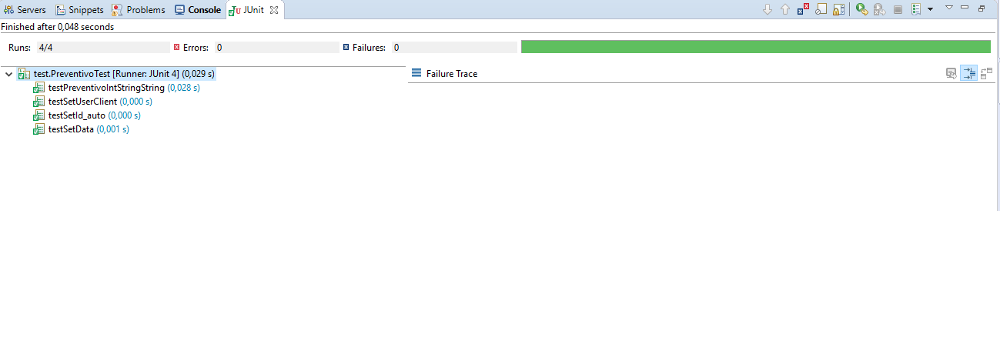 Servers Snippets Problems Console JUnit
Finished after 0,048 seconds
Runs: 4/4 Errors: 0 Failures: 0
test.PreventivoTest [Runner: JUnit 4] (0,029 s) Failure Trace
testPreventivoIntStringString (0,028 s)
testSetUserClient (0,000 s)
testSetId_auto (0,000 s)
testSetData (0,001 s)